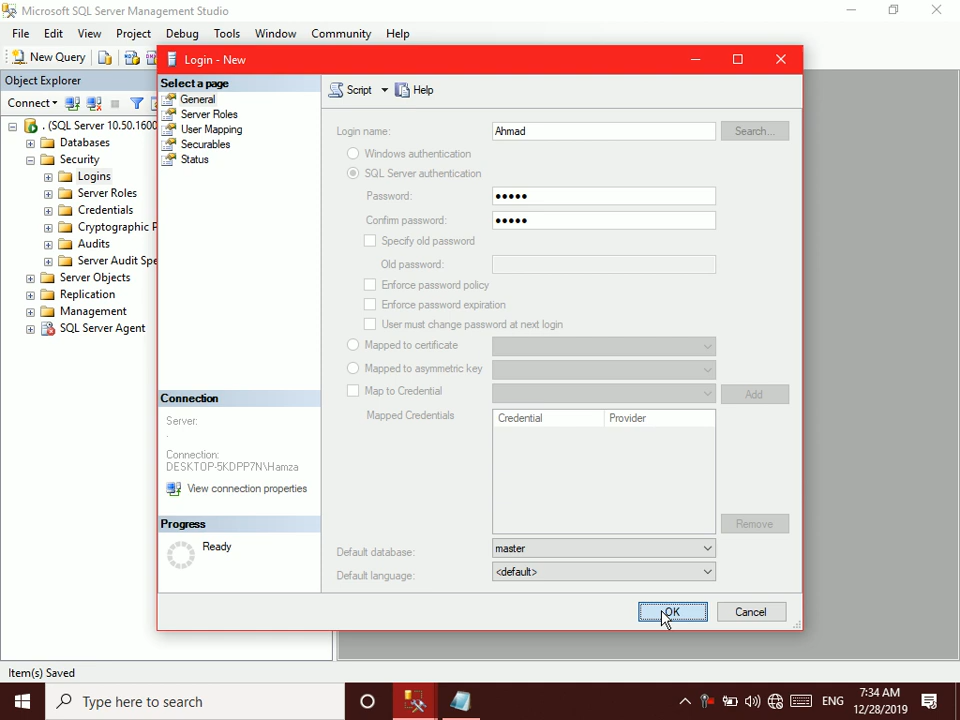 Microsoft SQL Server Management Studio
File Edit View Project Debug Tools Window Community Help
New Query
Object Explorer
Connect
. (SQL Server 10.50.1600
Databases
Security
Logins
Server Roles
Credentials
Cryptographic P
Audits
Server Audit Spe
Server Objects
Replication
Management
SQL Server Agent
Login - New
Select a page
General
Server Roles
User Mapping
Securables
Status
Script Help
Login name: Ahmad Search...
Windows authentication
SQL Server authentication
Password: •••••
Confirm password: •••••
Specify old password
Old password:
Enforce password policy
Enforce password expiration
User must change password at next login
Mapped to certificate
Mapped to asymmetric key
Map to Credential Add
Mapped Credentials Credential Provider
Remove
Default database: master
Default language: <default>
Connection
Server:
.
Connection:
DESKTOP-5KDPP7N\Hamza
View connection properties
Progress
Ready
OK Cancel
Item(s) Saved
Type here to search
ENG
7:34 AM
12/28/2019